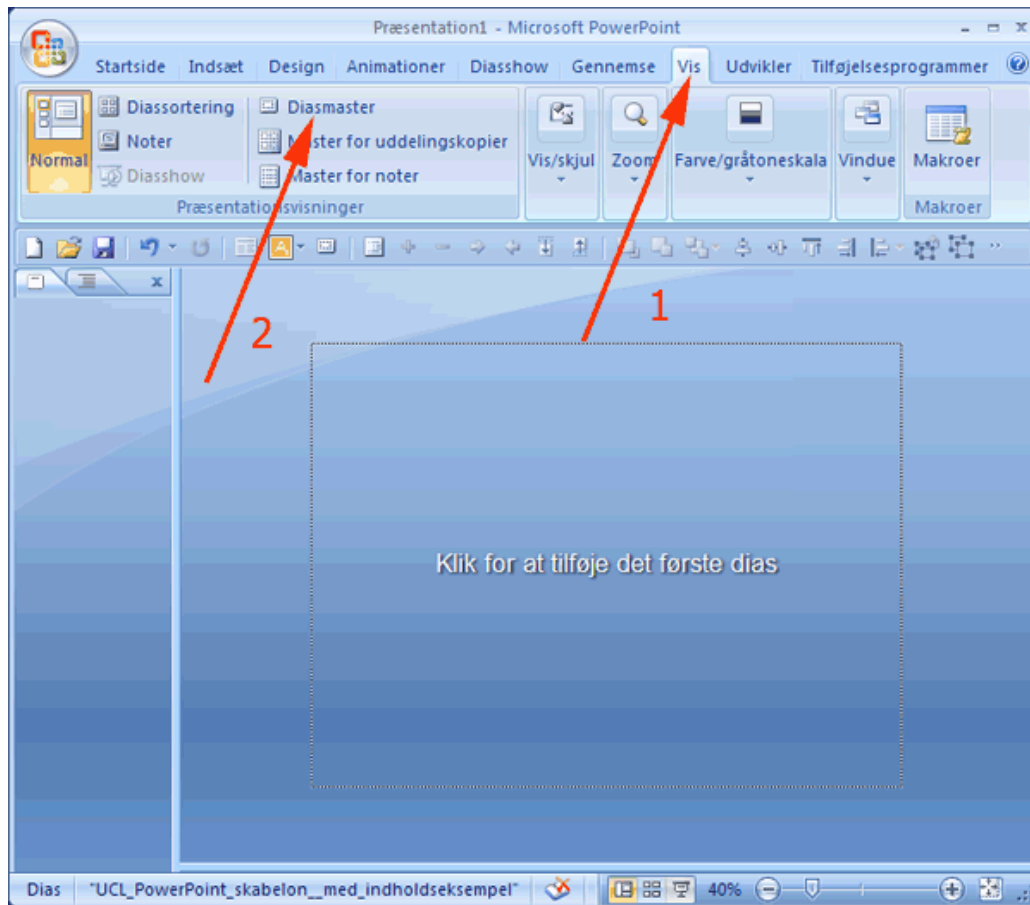 Præsentation1 - Microsoft PowerPoint
Startside Indsæt Design Animationer Diasshow Gennemse Vis Udvikler Tilføjelsesprogrammer
Normal
Diassortering
Noter
Diasshow
Diasmaster
Master for uddelingskopier
Master for noter
Præsentationsvisninger
Vis/skjul
Zoom
Farve/gråtoneskala
Vindue
Makroer
Makroer
1
2
Klik for at tilføje det første dias
Dias "UCL_PowerPoint_skabelon__med_indholdseksempel" 40%